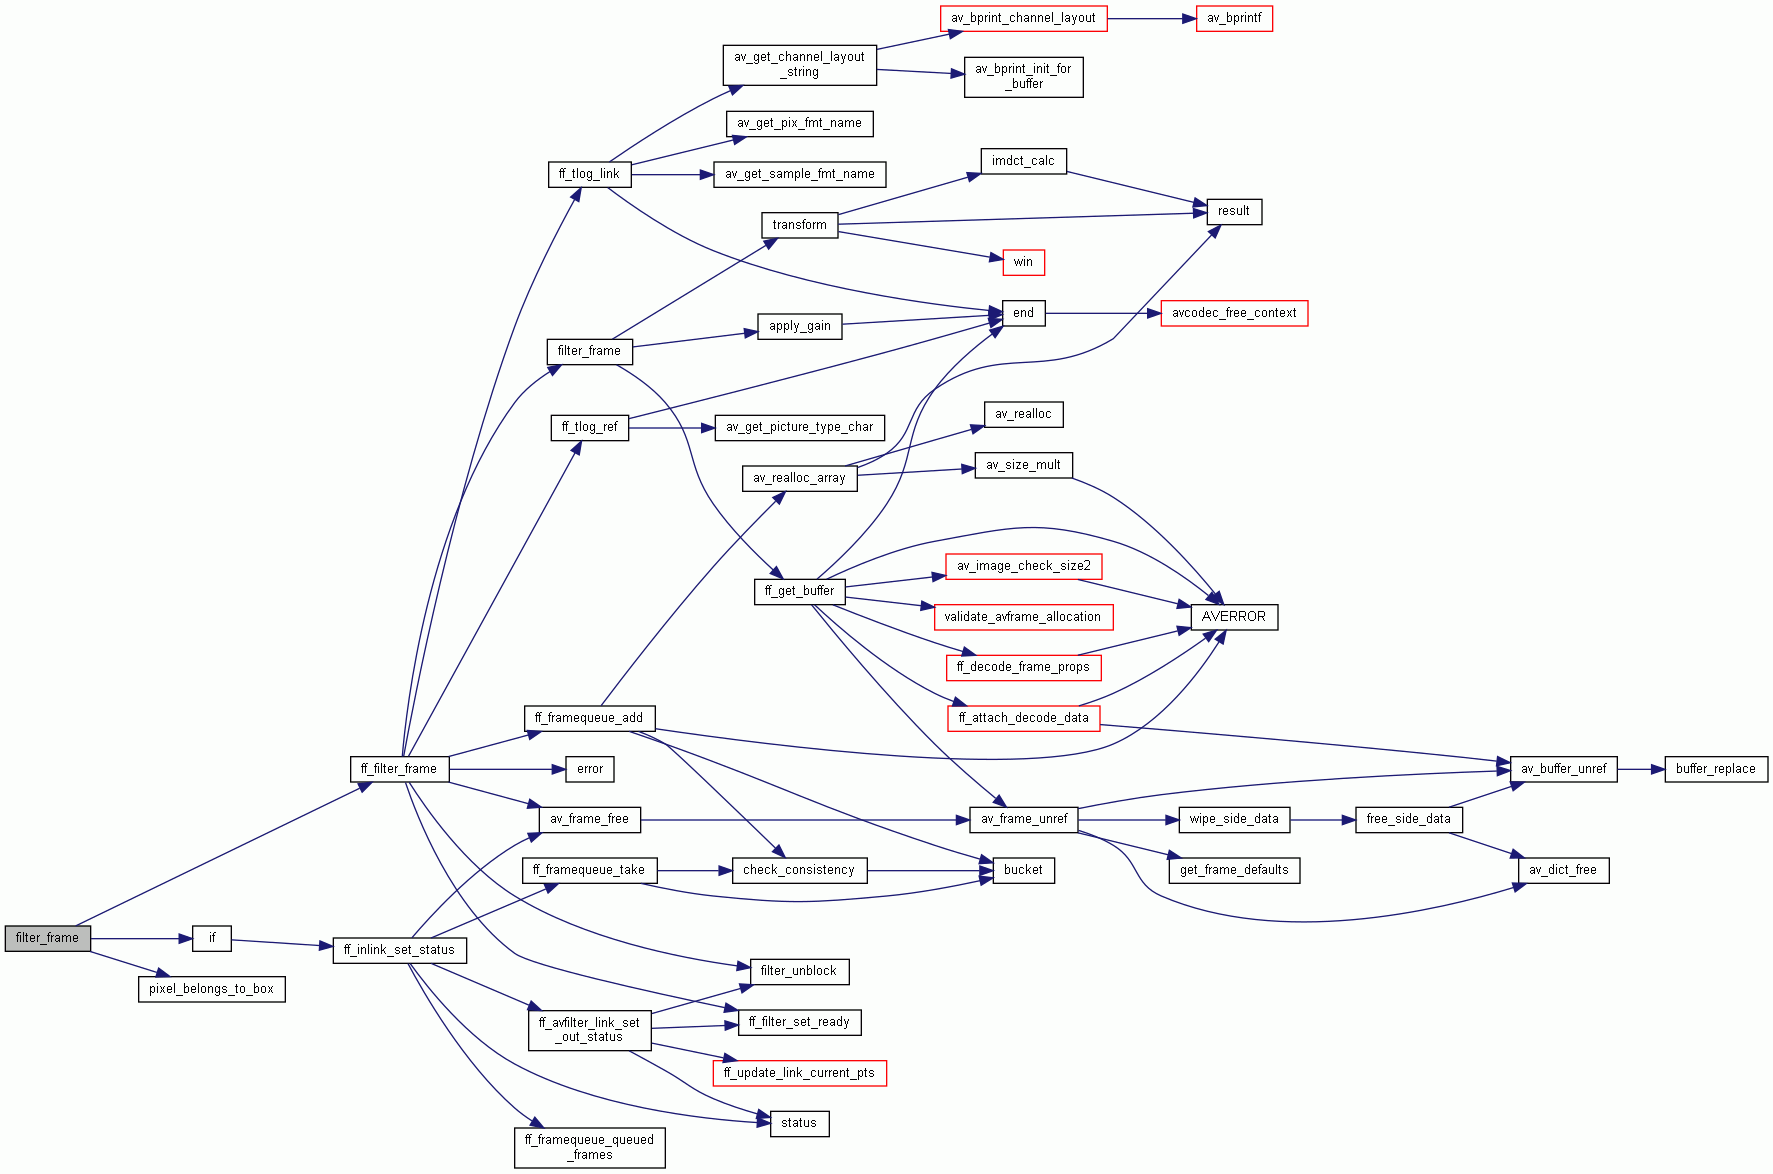 av_bprint_channel_layout
av_bprintf
av_get_channel_layout
_string
av_bprint_init_for
_buffer
av_get_pix_fmt_name
imdct_calc
ff_tlog_link
av_get_sample_fmt_name
result
transform
win
end
avcodec_free_context
apply_gain
filter_frame
av_realloc
ff_tlog_ref
av_get_picture_type_char
av_size_mult
av_realloc_array
av_image_check_size2
ff_get_buffer
validate_avframe_allocation
AVERROR
ff_decode_frame_props
ff_framequeue_add
ff_attach_decode_data
ff_filter_frame
error
av_buffer_unref
buffer_replace
av_frame_free
av_frame_unref
wipe_side_data
free_side_data
ff_framequeue_take
check_consistency
bucket
get_frame_defaults
av_dict_free
filter_frame
if
ff_inlink_set_status
filter_unblock
pixel_belongs_to_box
ff_avfilter_link_set
_out_status
ff_filter_set_ready
ff_update_link_current_pts
status
ff_framequeue_queued
_frames